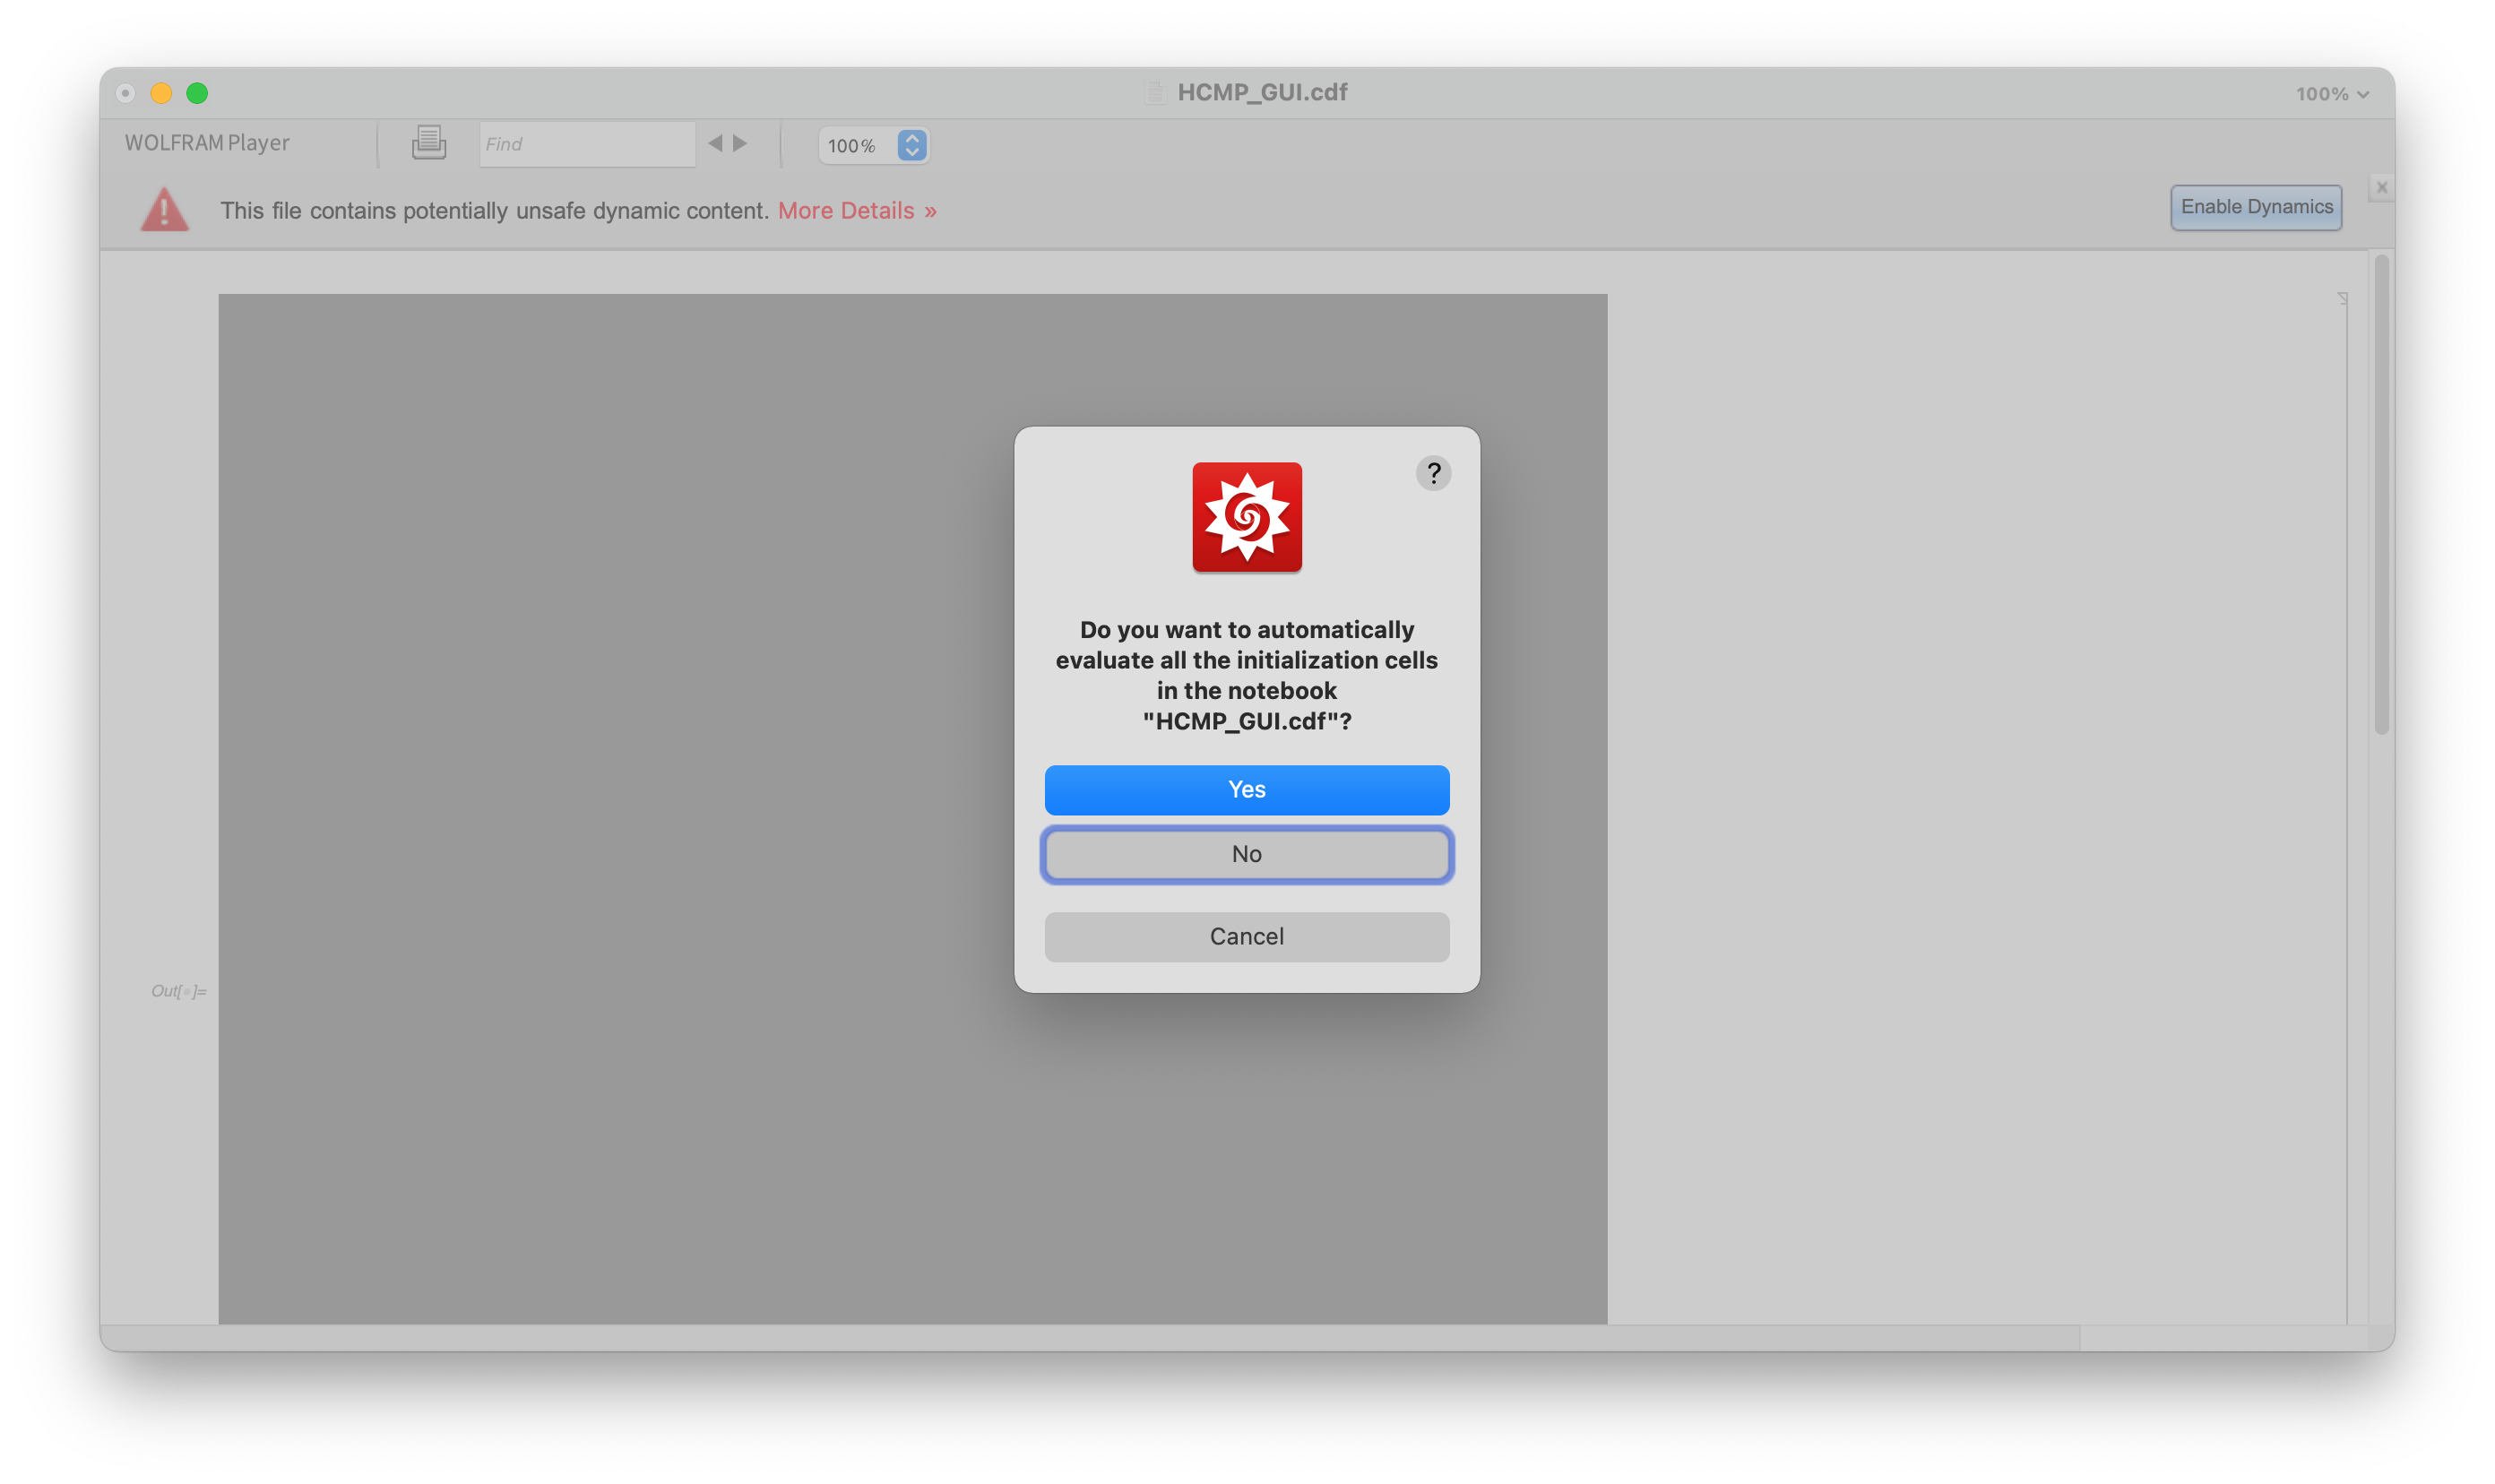 HCMP_GUI.cdf
100%
WOLFRAM Player
Find
100%
This file contains potentially unsafe dynamic content. More Details »
Enable Dynamics
x
?
Do you want to automatically
evaluate all the initialization cells
in the notebook
"HCMP_GUI.cdf"?
Yes
No
Cancel
Out[•]=